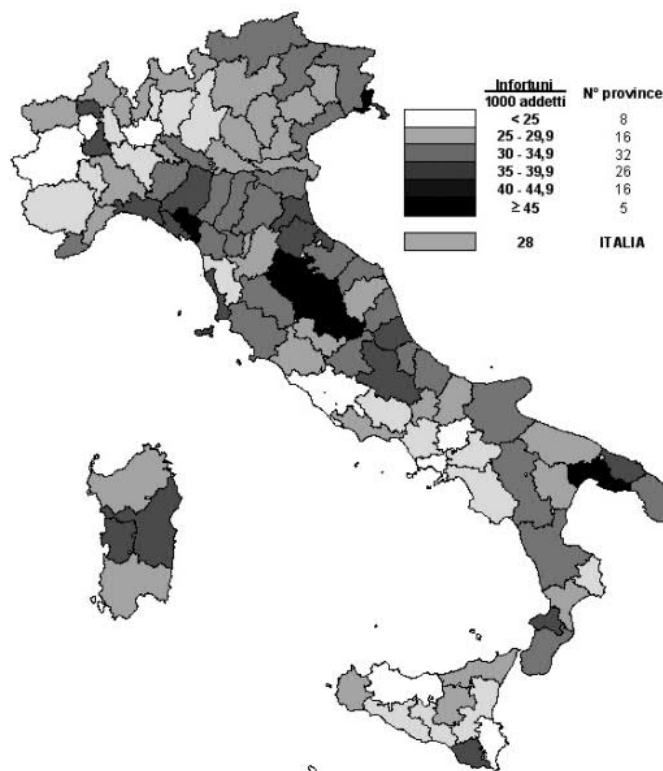 Infortuni
1000 addetti N° province
< 25 8
25 - 29,9 16
30 - 34,9 32
35 - 39,9 26
40 - 44,9 16
≥ 45 5
28 ITALIA